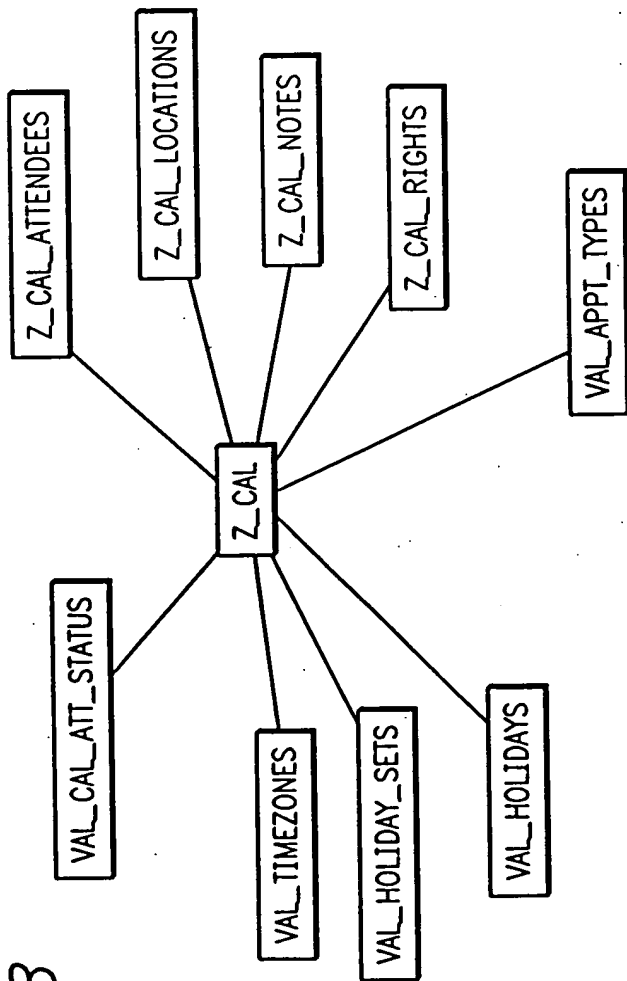 Z_CAL_ATTENDEES
VAL_CAL_ATT_STATUS
Z_CAL_LOCATIONS
Z_CAL
Z_CAL_NOTES
VAL_TIMEZONES
VAL_HOLIDAY_SETS
Z_CAL_RIGHTS
VAL_HOLIDAYS
VAL_APPT_TYPES